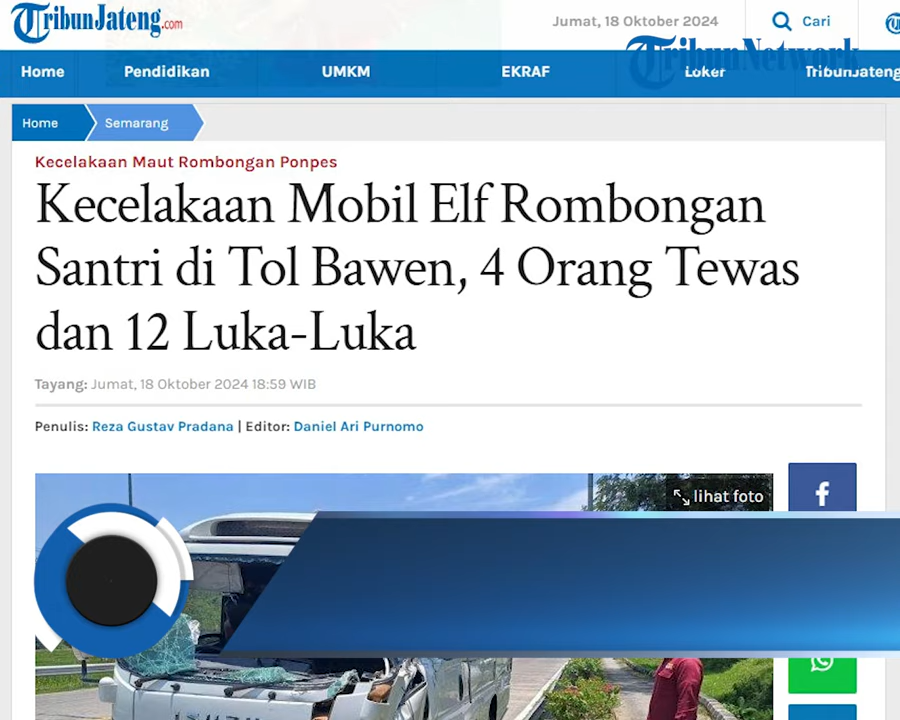 TribunJateng.com
Jumat, 18 Oktober 2024
Cari
TribunNetwork
Home Pendidikan UMKM EKRAF Loker TribunJateng
Home Semarang
Kecelakaan Maut Rombongan Ponpes
Kecelakaan Mobil Elf Rombongan
Santri di Tol Bawen, 4 Orang Tewas
dan 12 Luka-Luka
Tayang: Jumat, 18 Oktober 2024 18:59 WIB
Penulis: Reza Gustav Pradana | Editor: Daniel Ari Purnomo
lihat foto